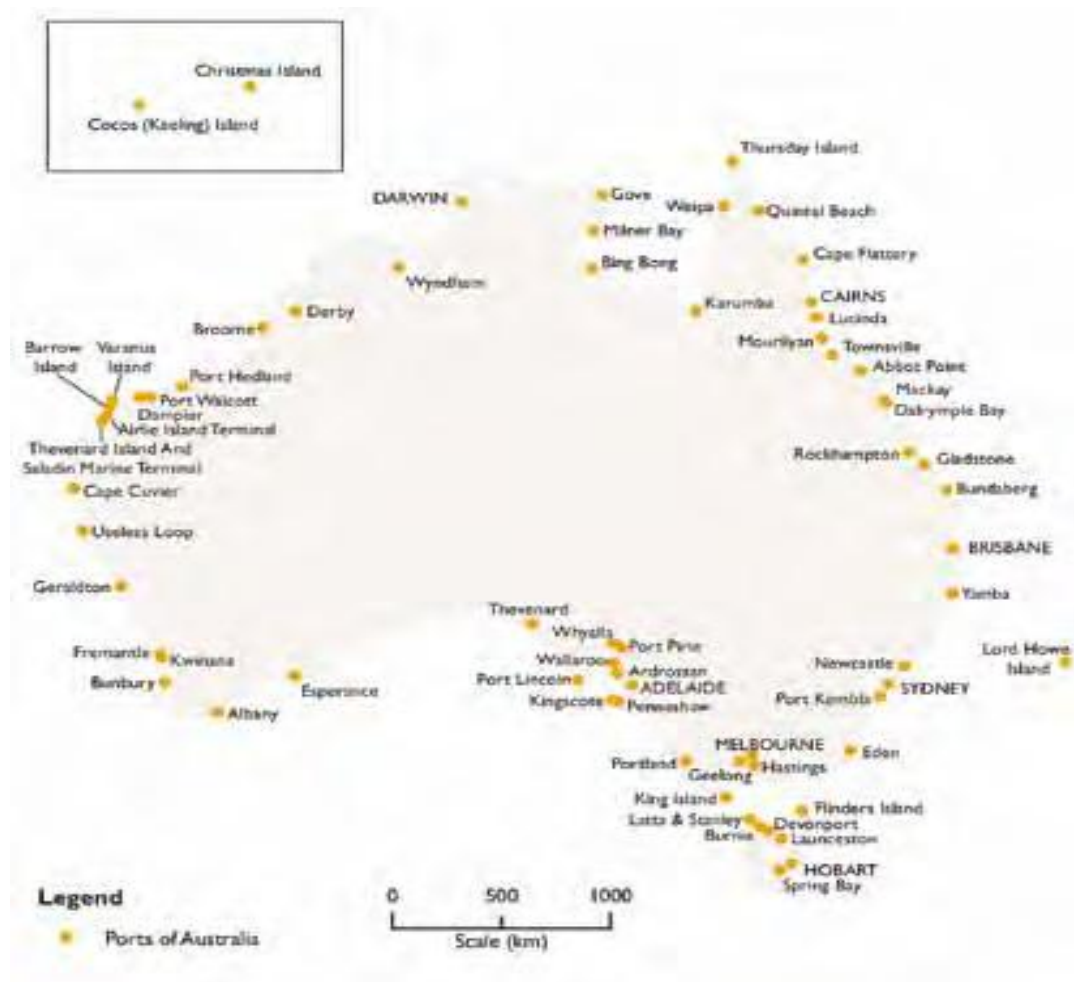 Christmas Island
Cocos (Keeling) Island
Thursday Island
DARWIN
Gove
Weipa
Quintal Beach
Milner Bay
Cape Flattery
Bing Bong
Wyndham
Karumba
CAIRNS
Derby
Lucinda
Broome
Mourilyan
Townsville
Barrow
Island
Varanus
Island
Abbot Point
Port Hedland
Mackay
Port Walcott
Dalrymple Bay
Dampier
Airlie Island Terminal
Thevenard Island And
Saladin Marine Terminal
Rockhampton
Gladstone
Cape Cuvier
Bundaberg
Useless Loop
BRISBANE
Geraldton
Yamba
Thevenard
Whyalla
Port Pirie
Fremantle
Kwinana
Wallaroo
Ardrossan
Newcastle
Lord Howe
Island
Bunbury
Esperance
Port Lincoln
ADELAIDE
SYDNEY
Port Kembla
Kingscote
Penneshaw
Albany
MELBOURNE
Eden
Portland
Geelong
Hastings
King Island
Flinders Island
Latta & Stanley
Devonport
Burnie
Launceston
HOBART
Spring Bay
Legend
Ports of Australia
0 500 1000
Scale (km)